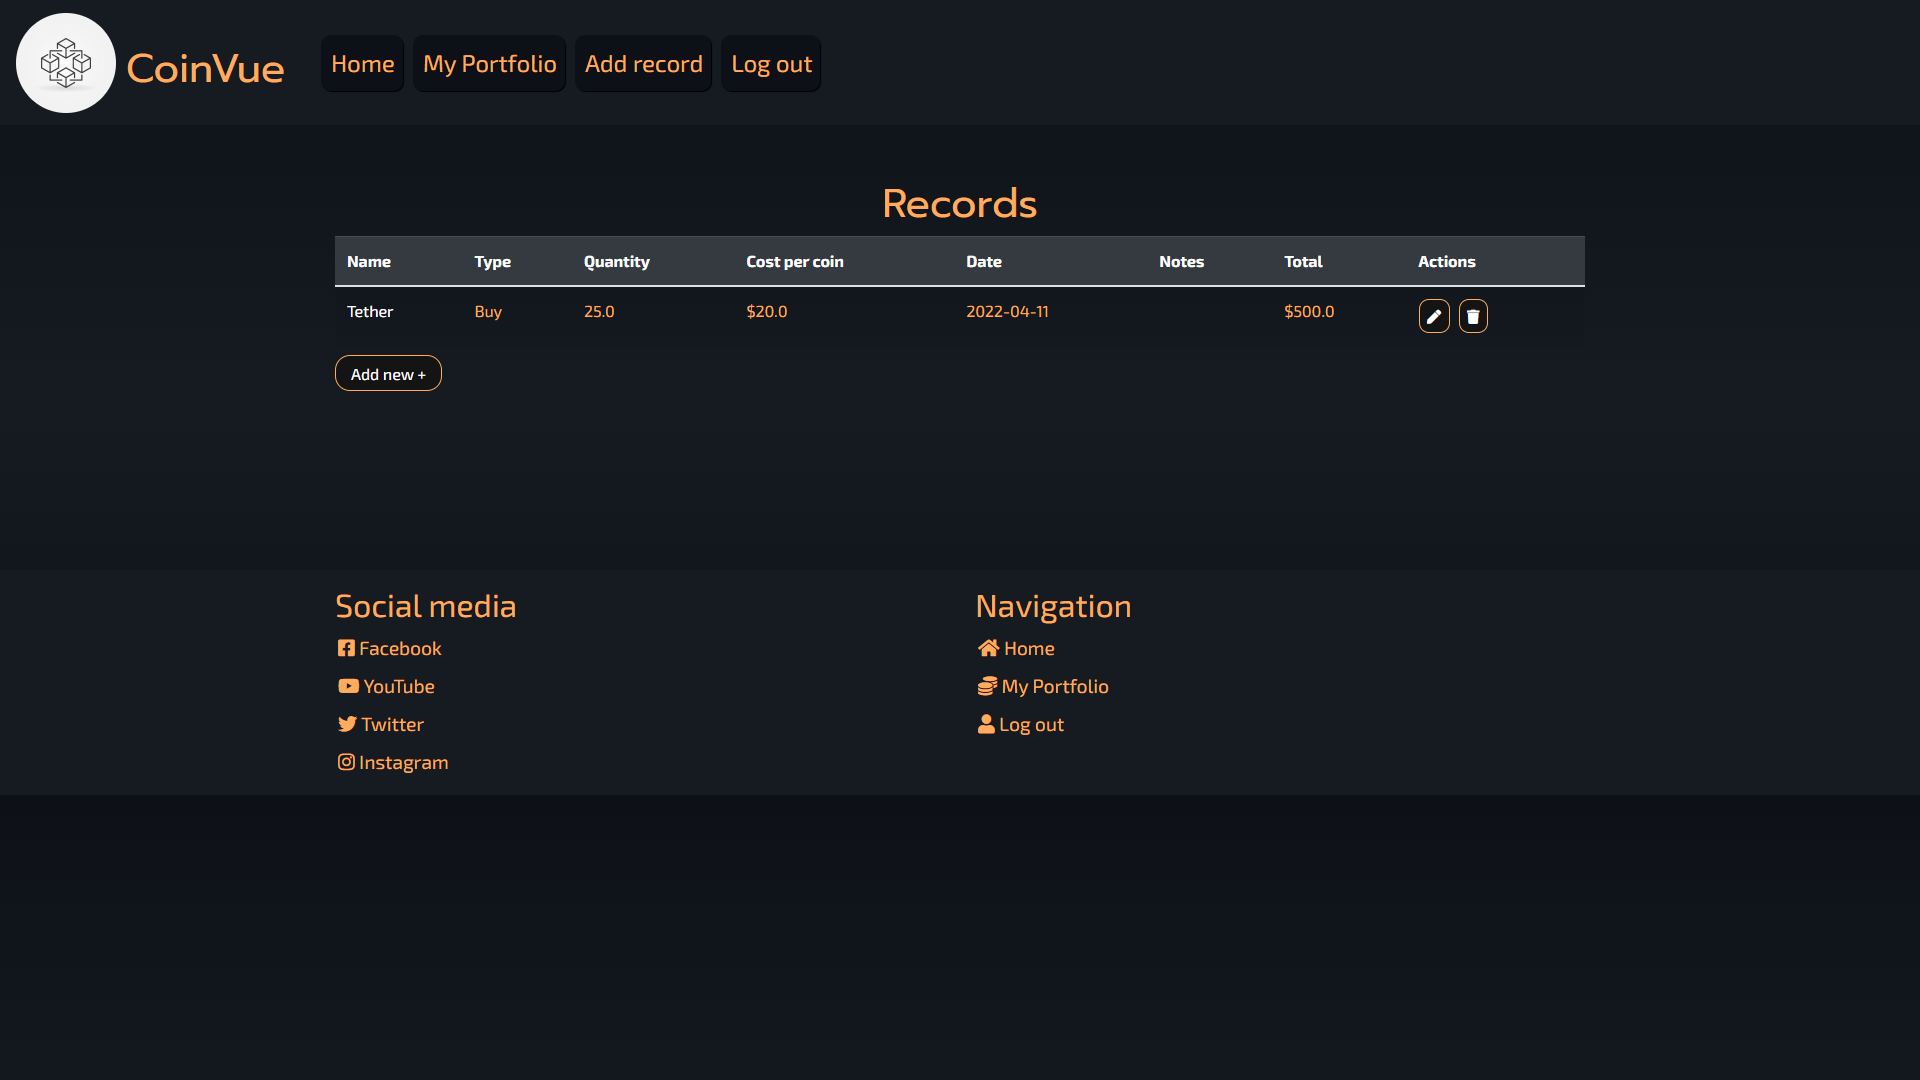 CoinVue Home My Portfolio Add record Log out
Records
Name Type Quantity Cost per coin Date Notes Total Actions
Tether Buy 25.0 $20.0 2022-04-11 $500.0
Add new +
Social media
Facebook
YouTube
Twitter
Instagram
Navigation
Home
My Portfolio
Log out